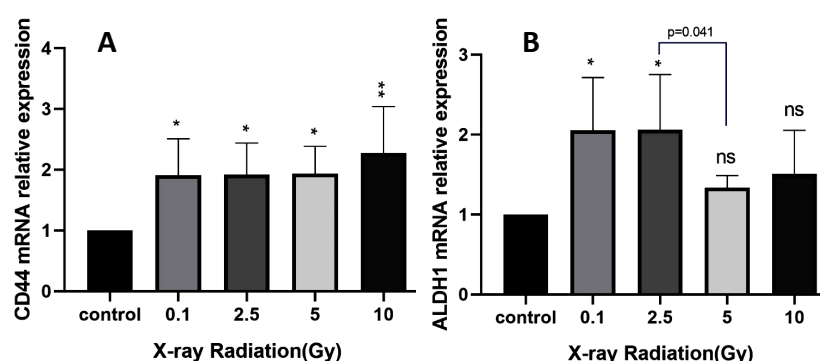 A
CD44 mRNA relative expression
4
3
2
1
0
*
*
*
**
control 0.1 2.5 5 10
X-ray Radiation(Gy)
B
ALDH1 mRNA relative expression
3
2
1
0
p=0.041
*
*
ns
ns
control 0.1 2.5 5 10
X-ray Radiation(Gy)